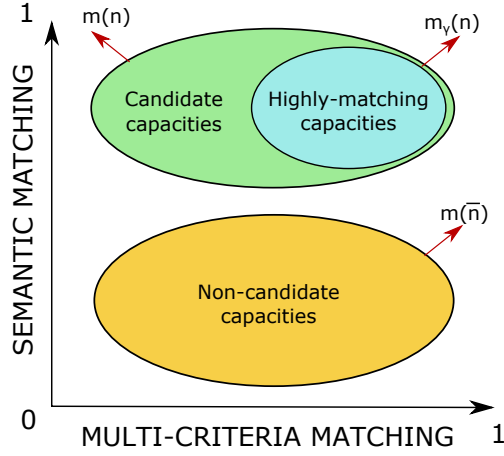 1
m(n)
mγ(n)
Candidate
capacities
Highly-matching
capacities
SEMANTIC MATCHING
m(n̅)
Non-candidate
capacities
0
MULTI-CRITERIA MATCHING
1